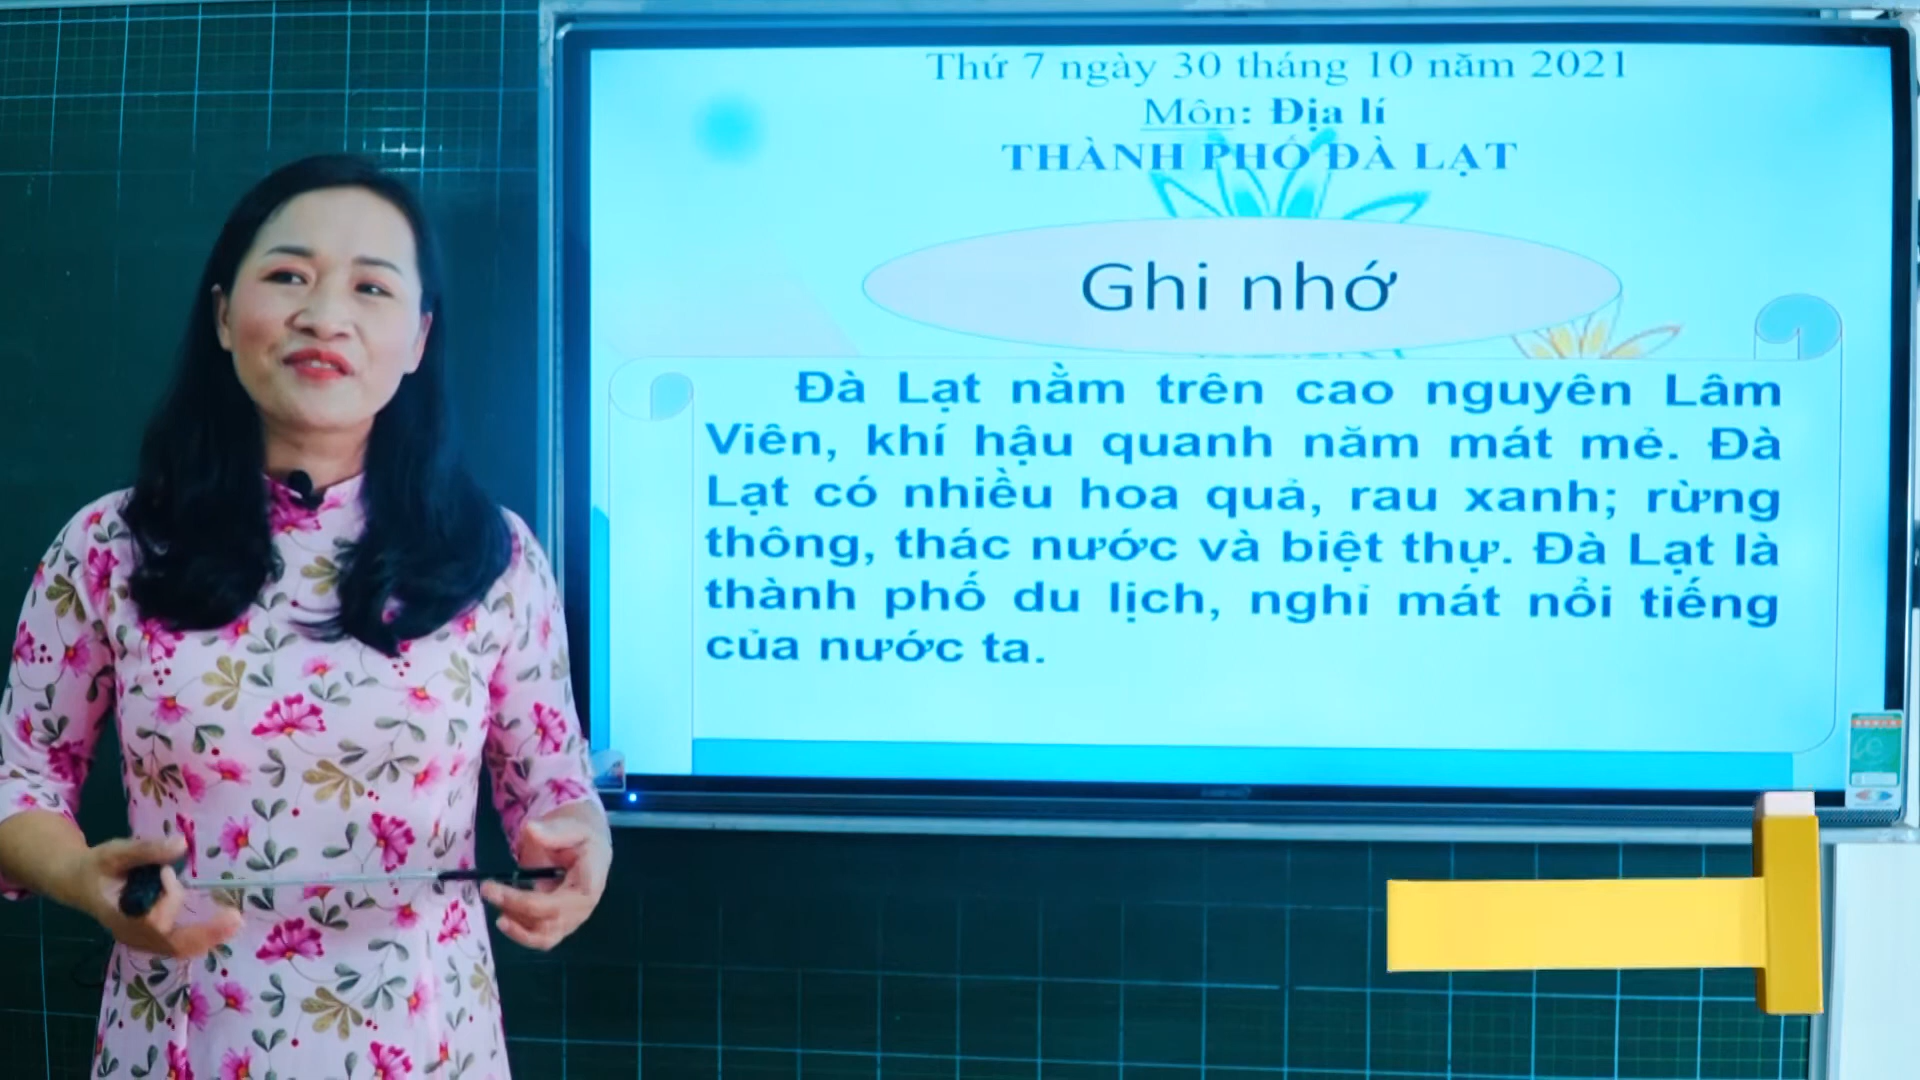 Thứ 7 ngày 30 tháng 10 năm 2021
Môn: Địa lí
THÀNH PHỐ ĐÀ LẠT
Ghi nhớ
Đà Lạt nằm trên cao nguyên Lâm
Viên, khí hậu quanh năm mát mẻ. Đà
Lạt có nhiều hoa quả, rau xanh; rừng
thông, thác nước và biệt thự. Đà Lạt là
thành phố du lịch, nghỉ mát nổi tiếng
của nước ta.